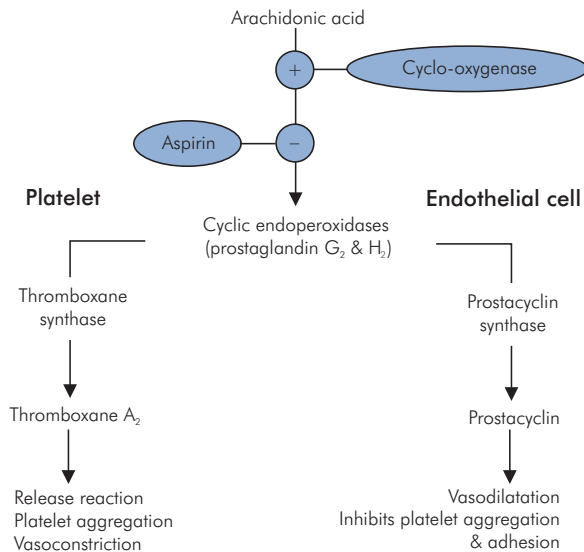 Arachidonic acid
+
Cyclo-oxygenase
Aspirin
−
Platelet
Endothelial cell
Cyclic endoperoxidases
(prostaglandin G₂ & H₂)
Thromboxane
synthase
Prostacyclin
synthase
Thromboxane A₂
Prostacyclin
Release reaction
Platelet aggregation
Vasoconstriction
Vasodilatation
Inhibits platelet aggregation
& adhesion